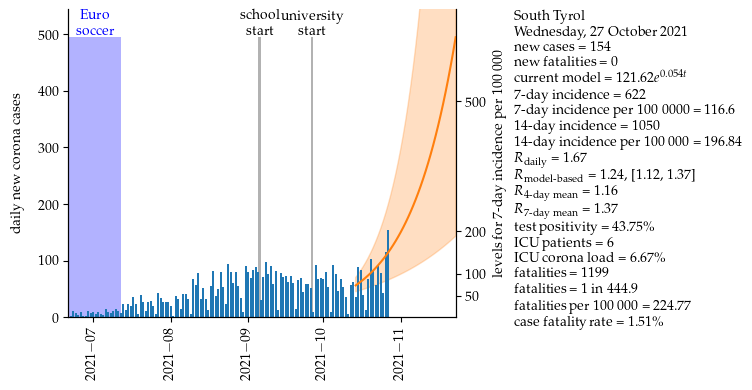 Euro
soccer
school
start
university
start
daily new corona cases
0
100
200
300
400
500
2021−07
2021−08
2021−09
2021−10
2021−11
50
100
200
500
levels for 7-day incidence per 100 000
South Tyrol
Wednesday, 27 October 2021
new cases = 154
new fatalities = 0
current model = 121.62e^0.054t
7-day incidence = 622
7-day incidence per 100 0000 = 116.6
14-day incidence = 1050
14-day incidence per 100 000 = 196.84
R_daily = 1.67
R_model-based = 1.24, [1.12, 1.37]
R_4-day mean = 1.16
R_7-day mean = 1.37
test positivity = 43.75%
ICU patients = 6
ICU corona load = 6.67%
fatalities = 1199
fatalities = 1 in 444.9
fatalities per 100 000 = 224.77
case fatality rate = 1.51%